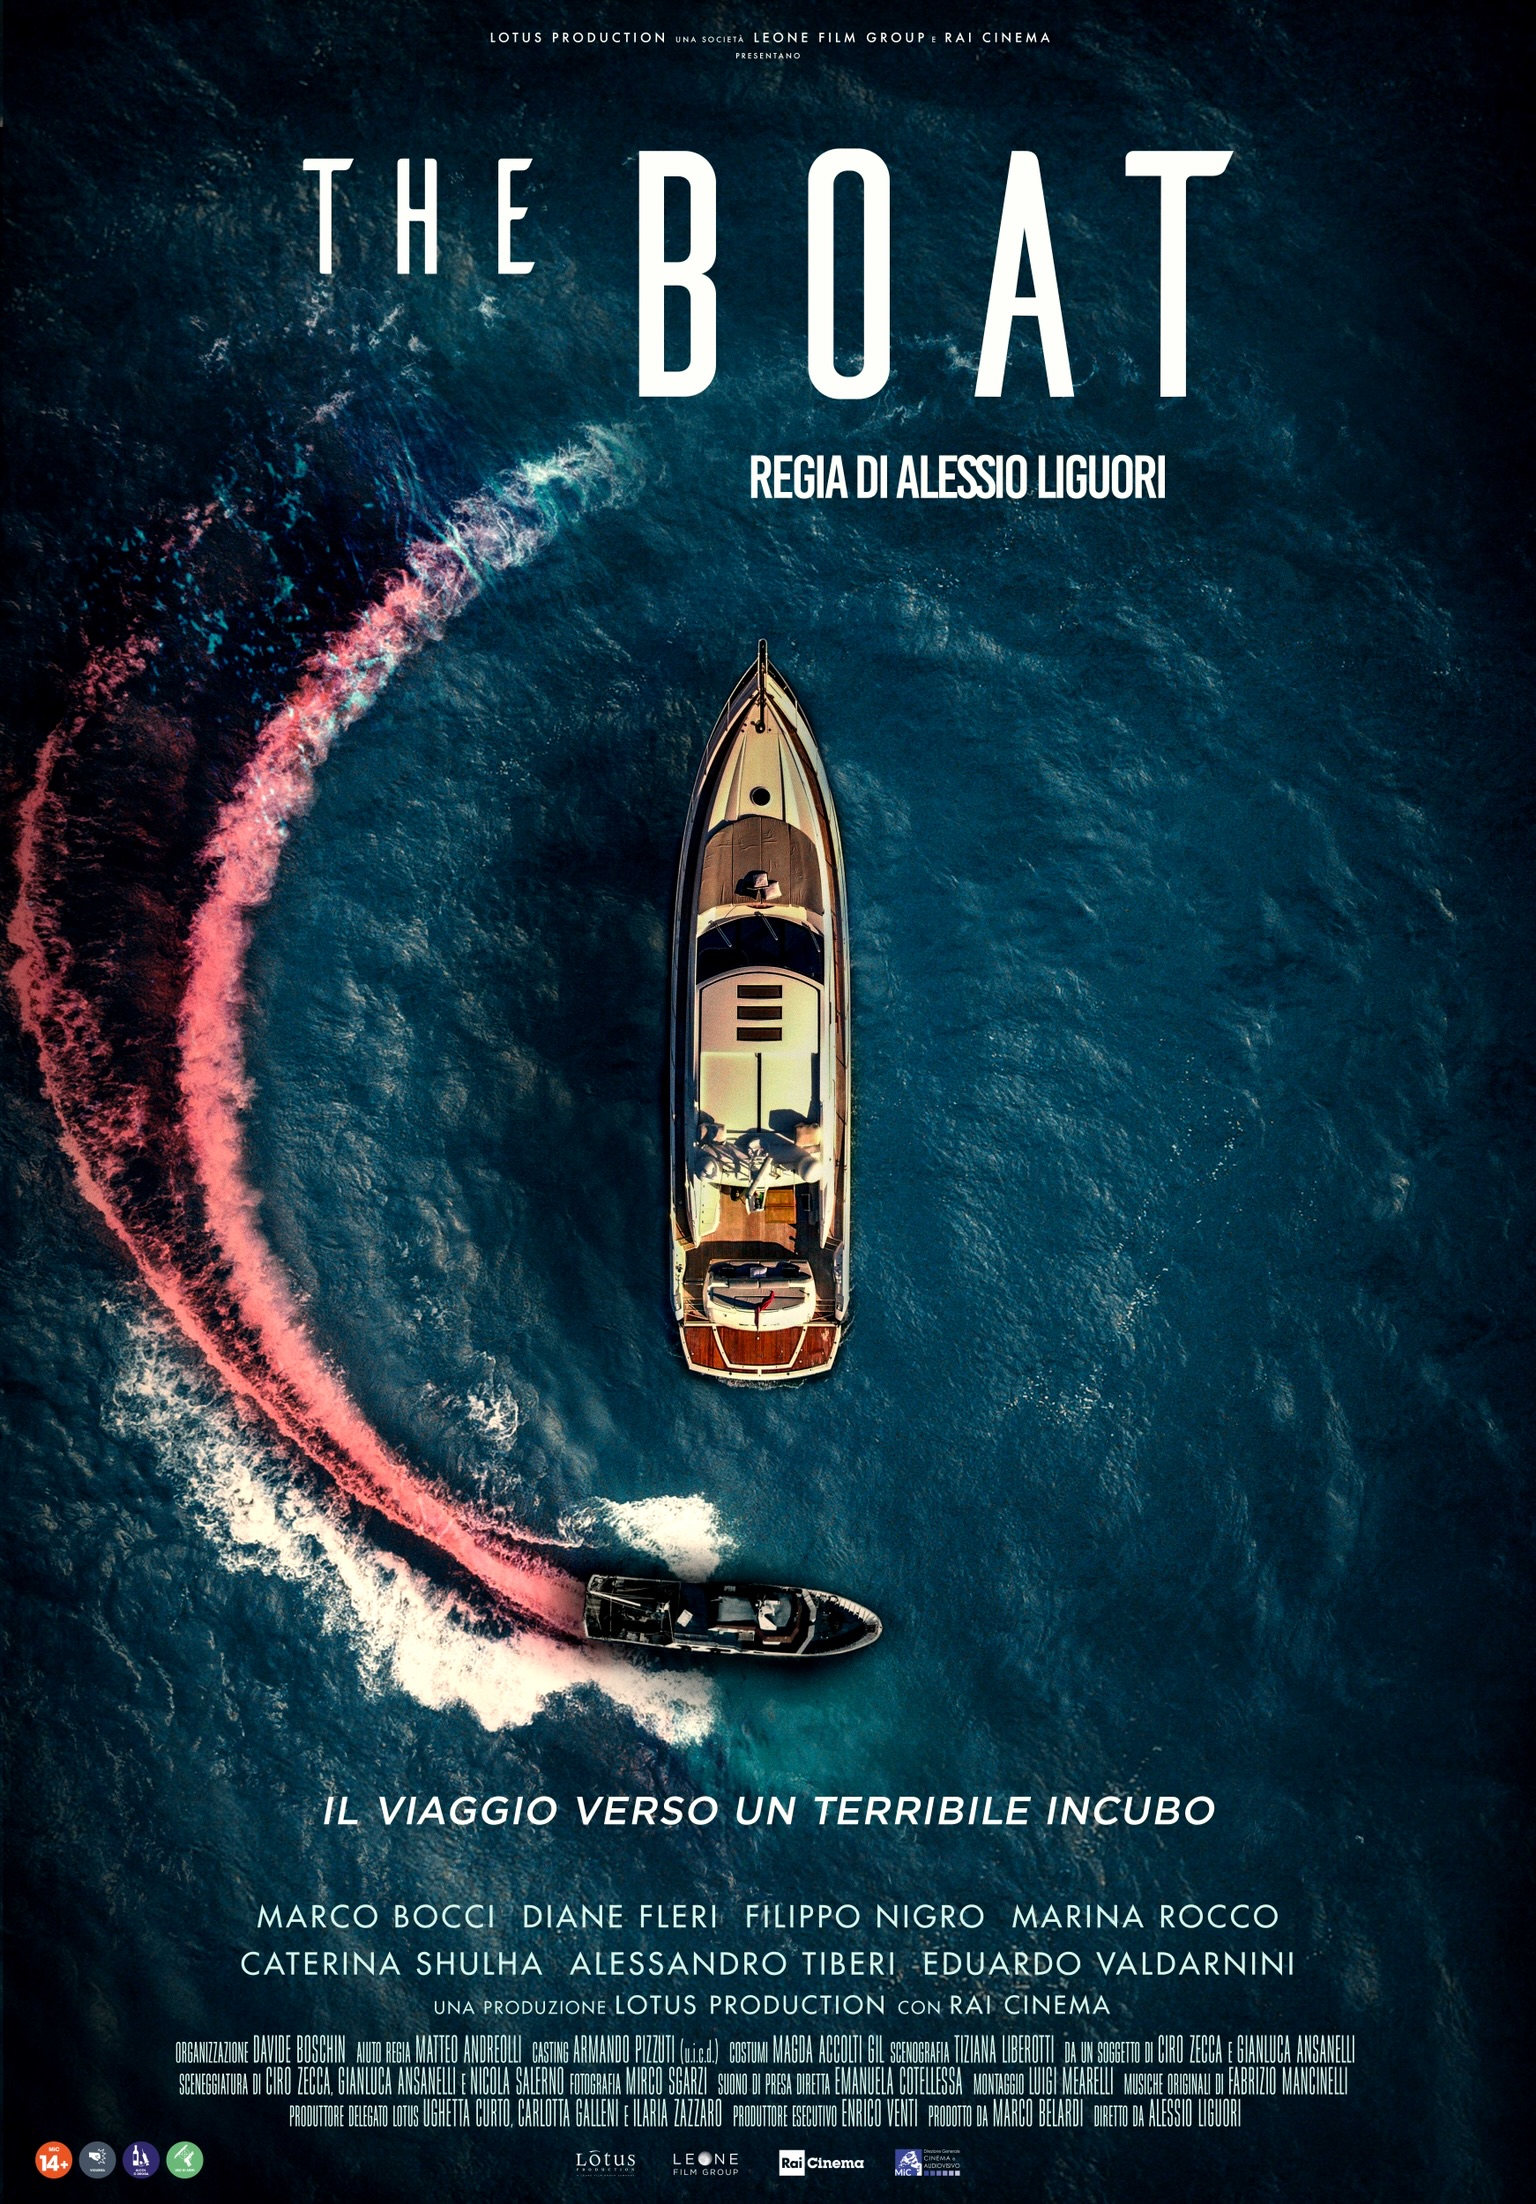 LOTUS PRODUCTION UNA SOCIETÀ LEONE FILM GROUP E RAI CINEMA
PRESENTANO
THE BOAT
REGIA DI ALESSIO LIGUORI
IL VIAGGIO VERSO UN TERRIBILE INCUBO
MARCO BOCCI DIANE FLERI FILIPPO NIGRO MARINA ROCCO
CATERINA SHULHA ALESSANDRO TIBERI EDUARDO VALDARNINI
UNA PRODUZIONE LOTUS PRODUCTION CON RAI CINEMA
ORGANIZZAZIONE DAVIDE BOSCHIN AIUTO REGIA MATTEO ANDREOLLI CASTING ARMANDO PIZZUTI (u.i.c.d.) COSTUMI MAGDA ACCOLTI GIL SCENOGRAFIA TIZIANA LIBEROTTI DA UN SOGGETTO DI CIRO ZECCA E GIANLUCA ANSANELLI
SCENEGGIATURA DI CIRO ZECCA, GIANLUCA ANSANELLI E NICOLA SALERNO FOTOGRAFIA MIRCO SGARZI SUONO DI PRESA DIRETTA EMANUELA COTELLESSA MONTAGGIO LUIGI MEARELLI MUSICHE ORIGINALI DI FABRIZIO MANCINELLI
PRODUTTORE DELEGATO LOTUS UGHETTA CURTO, CARLOTTA GALLENI E ILARIA ZAZZARO PRODUTTORE ESECUTIVO ENRICO VENTI PRODOTTO DA MARCO BELARDI DIRETTO DA ALESSIO LIGUORI
MIC
14+
Lotus
PRODUCTION
LEONE
FILM GROUP
Rai Cinema
MiC
Direzione Generale
CINEMA e
AUDIOVISIVO